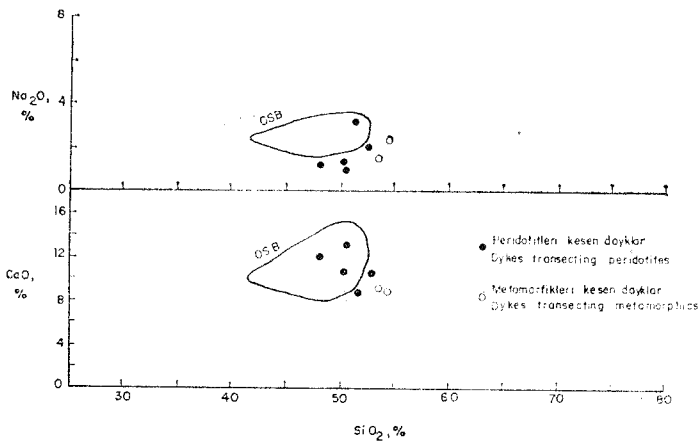 8
Na2O,
%
4
0
OSB
16
12
CaO,
%
8
4
0
OSB
Peridotitleri kesen dayklar
Dykes transecting peridotites
Metamorfikleri kesen dayklar
Dykes transecting metamorphics
30
40
50
60
70
80
SiO2,%